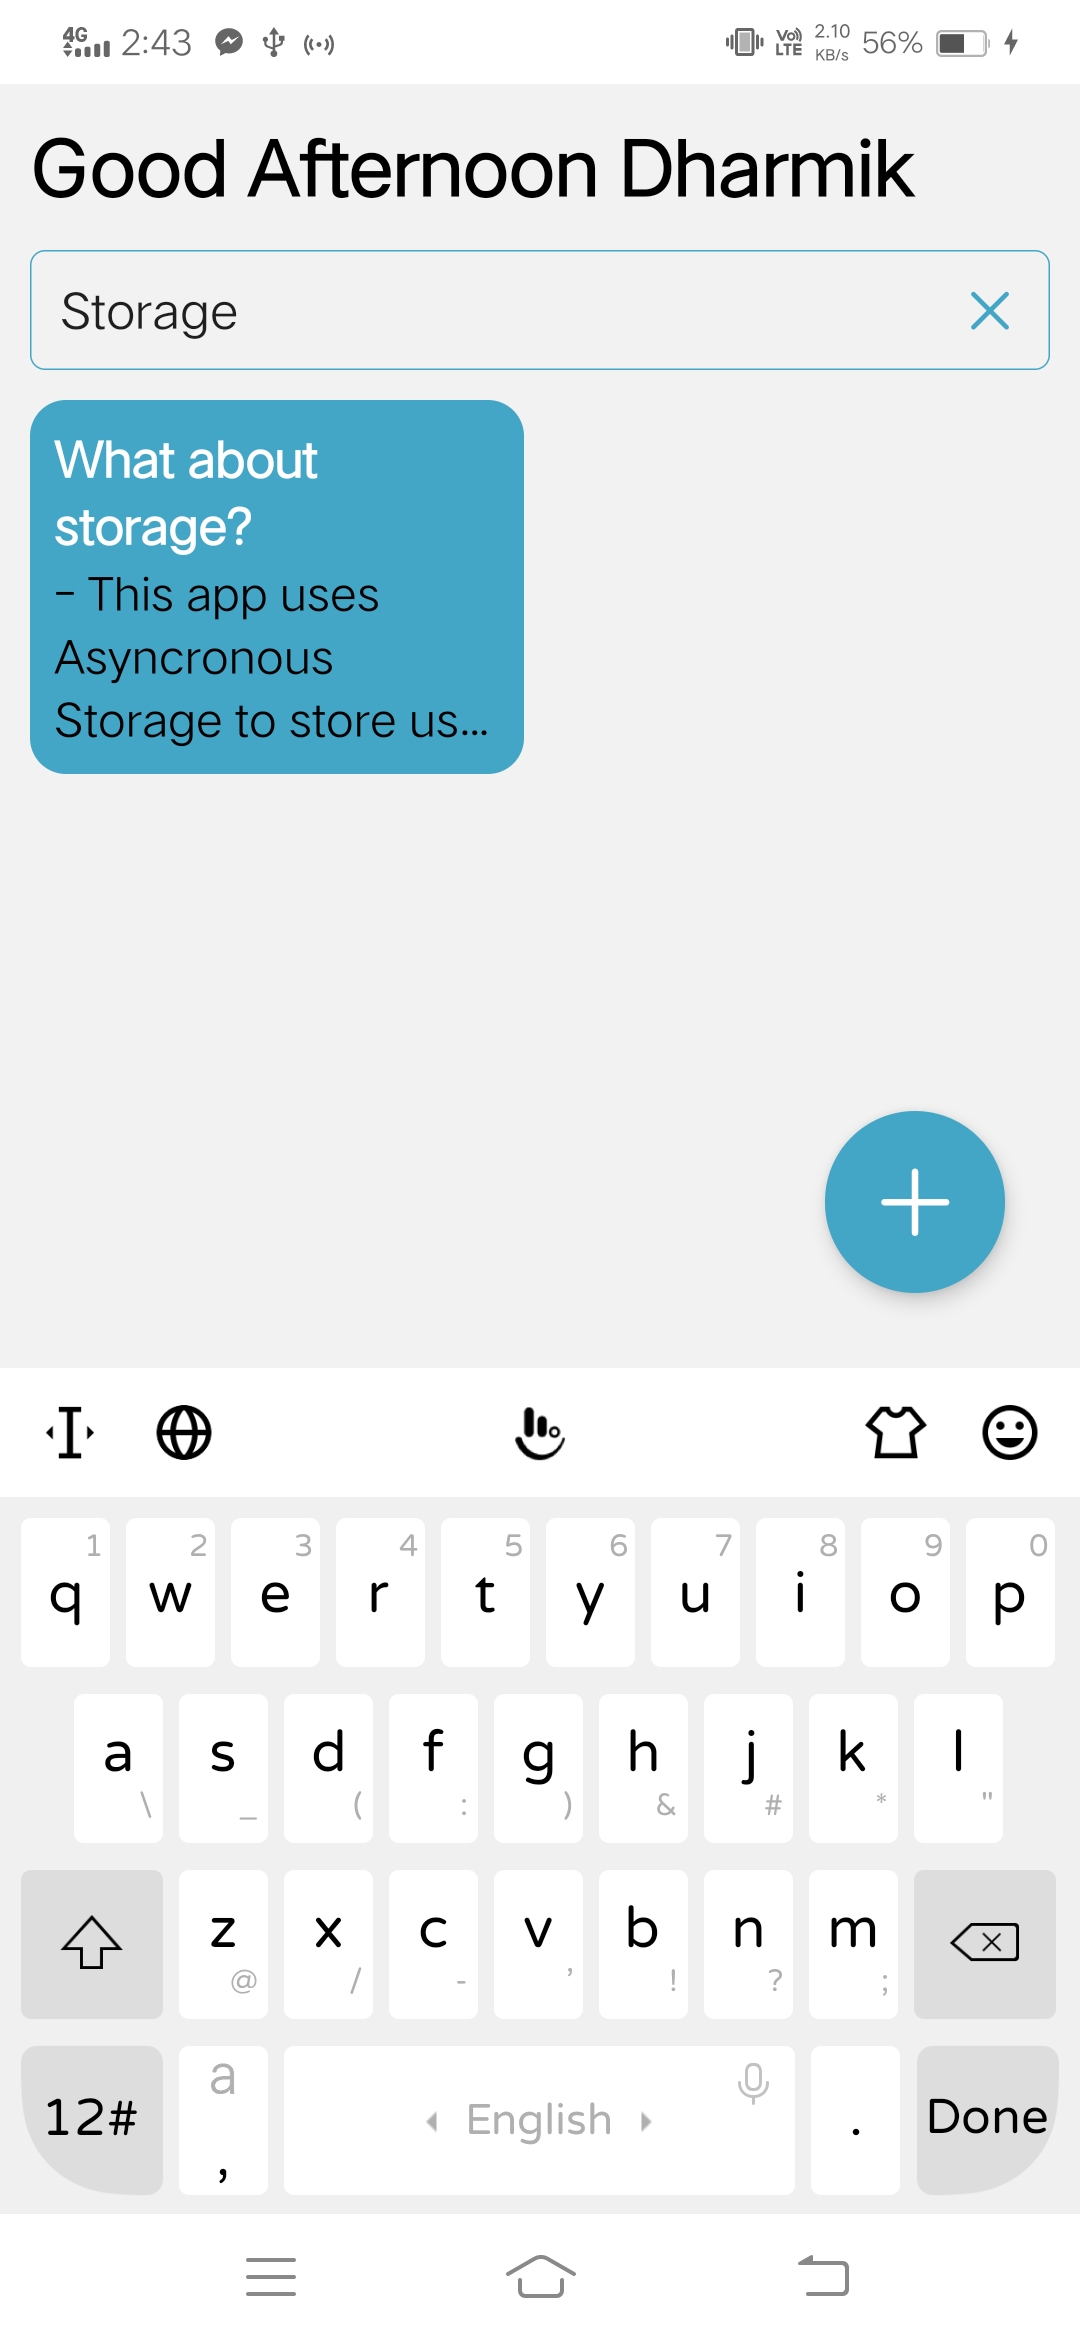 4G 2:43 Vo) LTE 2.10 KB/s 56%
Good Afternoon Dharmik
Storage
What about
storage?
- This app uses
Asyncronous
Storage to store us...
1 2 3 4 5 6 7 8 9 0
q w e r t y u i o p
a s d f g h j k l
\ _ ( : ) & # * "
z x c v b n m
@ / - ' ! ? ;
12# a , English . Done